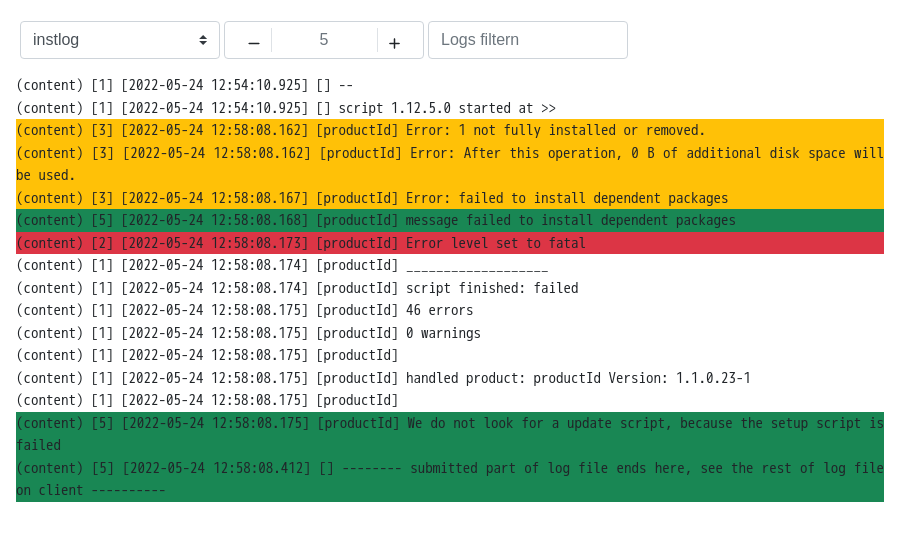 instlog − 5 + Logs filtern
(content) [1] [2022-05-24 12:54:10.925] [] --
(content) [1] [2022-05-24 12:54:10.925] [] script 1.12.5.0 started at >>
(content) [3] [2022-05-24 12:58:08.162] [productId] Error: 1 not fully installed or removed.
(content) [3] [2022-05-24 12:58:08.162] [productId] Error: After this operation, 0 B of additional disk space will
be used.
(content) [3] [2022-05-24 12:58:08.167] [productId] Error: failed to install dependent packages
(content) [5] [2022-05-24 12:58:08.168] [productId] message failed to install dependent packages
(content) [2] [2022-05-24 12:58:08.173] [productId] Error level set to fatal
(content) [1] [2022-05-24 12:58:08.174] [productId] ___________________
(content) [1] [2022-05-24 12:58:08.174] [productId] script finished: failed
(content) [1] [2022-05-24 12:58:08.175] [productId] 46 errors
(content) [1] [2022-05-24 12:58:08.175] [productId] 0 warnings
(content) [1] [2022-05-24 12:58:08.175] [productId]
(content) [1] [2022-05-24 12:58:08.175] [productId] handled product: productId Version: 1.1.0.23-1
(content) [1] [2022-05-24 12:58:08.175] [productId]
(content) [5] [2022-05-24 12:58:08.175] [productId] We do not look for a update script, because the setup script is
failed
(content) [5] [2022-05-24 12:58:08.412] [] -------- submitted part of log file ends here, see the rest of log file
on client ----------